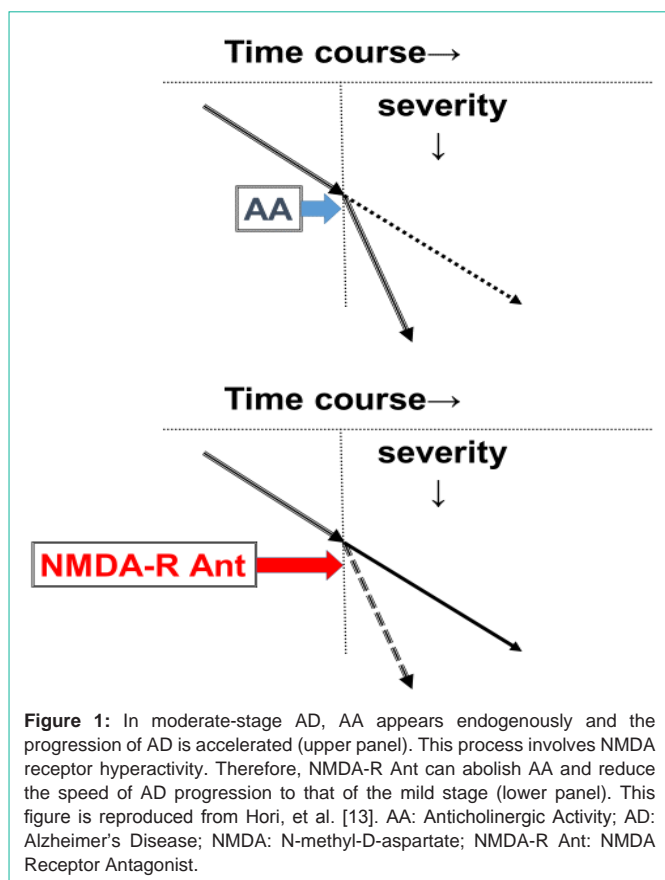 Time course→
severity
↓
AA
Time course→
severity
↓
NMDA-R Ant
Figure 1: In moderate-stage AD, AA appears endogenously and the
progression of AD is accelerated (upper panel). This process involves NMDA
receptor hyperactivity. Therefore, NMDA-R Ant can abolish AA and reduce
the speed of AD progression to that of the mild stage (lower panel). This
figure is reproduced from Hori, et al. [13]. AA: Anticholinergic Activity; AD:
Alzheimer's Disease; NMDA: N-methyl-D-aspartate; NMDA-R Ant: NMDA
Receptor Antagonist.